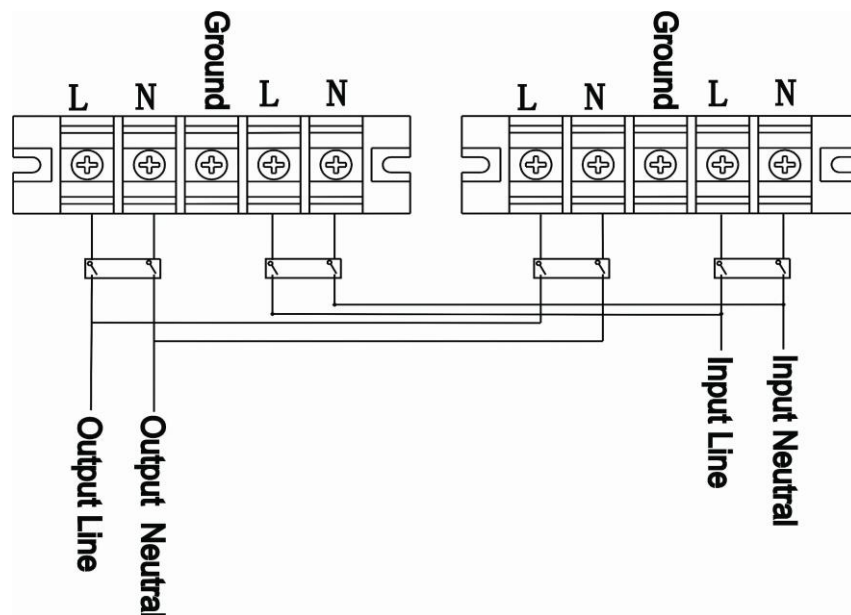 Ground
Ground
L
N
L
N
L
N
L
N
Output Line
Output Neutral
Input Line
Input Neutral